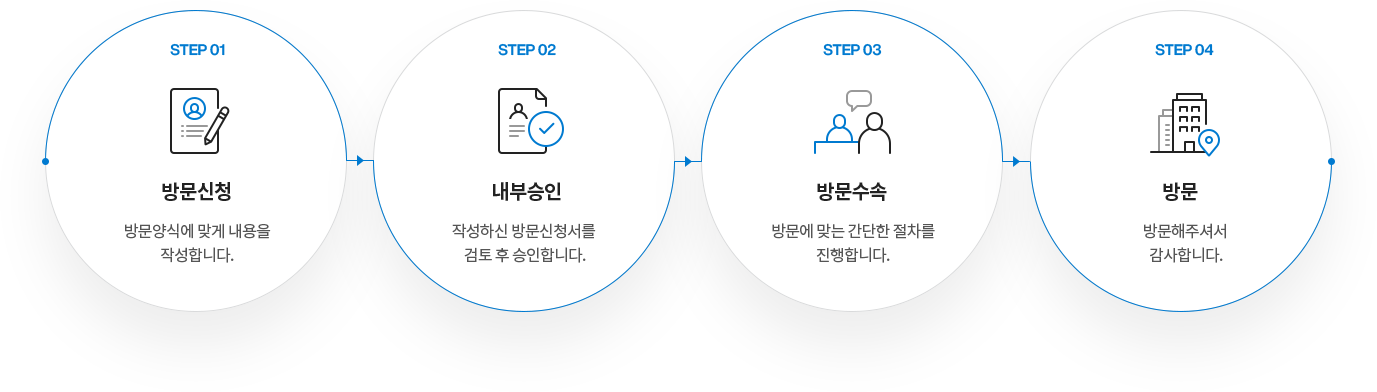 STEP 01
방문신청
방문양식에 맞게 내용을
작성합니다.
STEP 02
내부승인
작성하신 방문신청서를
검토 후 승인합니다.
STEP 03
방문수속
방문에 맞는 간단한 절차를
진행합니다.
STEP 04
방문
방문해주셔서
감사합니다.